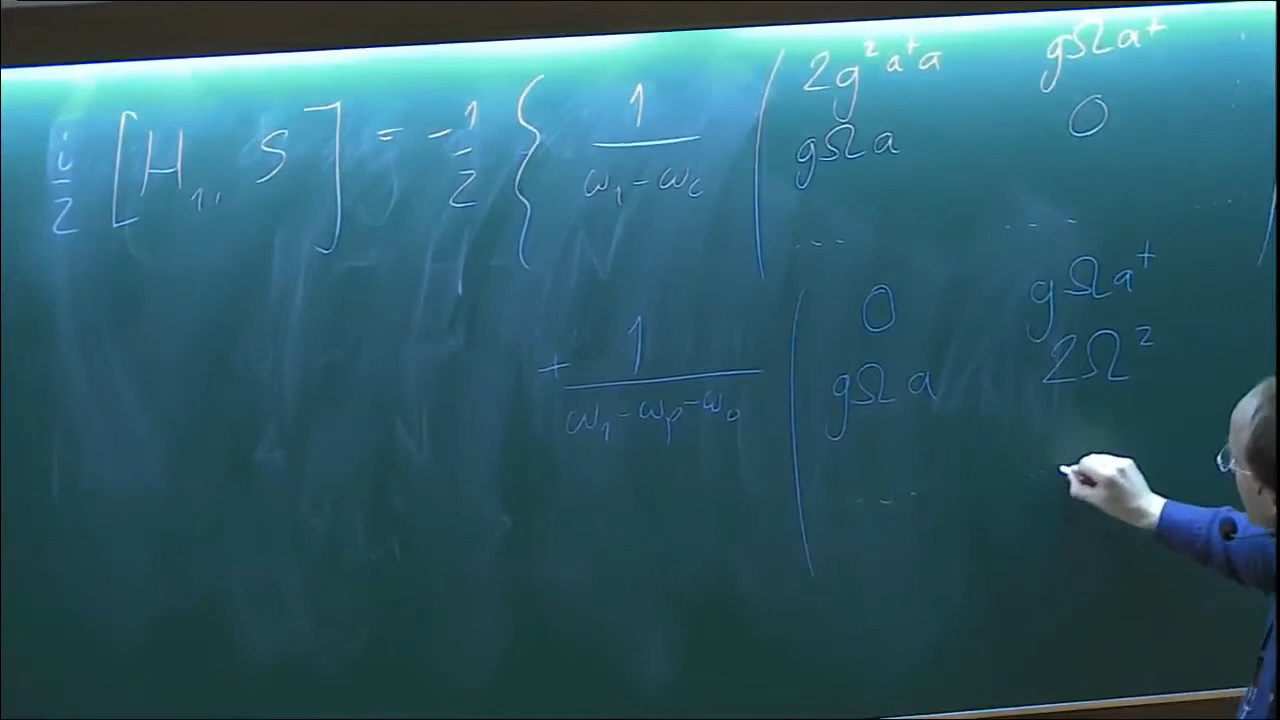 i/2 [H₁, S] = -1/2 { 1/(ω₁ - ω_c) ( 2g²a⁺a gΩa⁺
gΩa 0
... ... ...
+ 1/(ω₁ - ω_p - ω₀) ( 0 gΩa⁺
gΩa 2Ω²
... ...